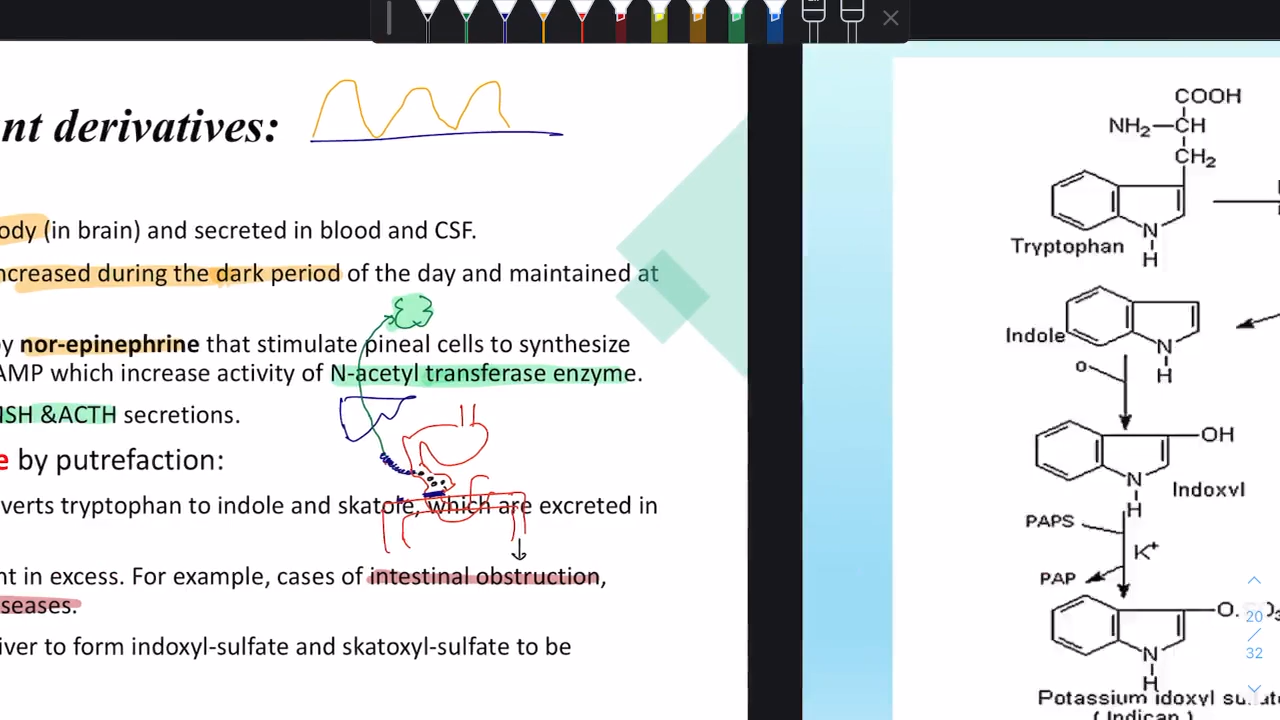 nt derivatives:
ody (in brain) and secreted in blood and CSF.
ncreased during the dark period of the day and maintained at
by nor-epinephrine that stimulate pineal cells to synthesize
AMP which increase activity of N-acetyl transferase enzyme.
MSH &ACTH secretions.
e by putrefaction:
verts tryptophan to indole and skatole, which are excreted in
nt in excess. For example, cases of intestinal obstruction,
seases.
iver to form indoxyl-sulfate and skatoxyl-sulfate to be
COOH
NH₂—CH
CH₂
N
H
Tryptophan
Indole
N
H
O
OH
N
H
Indoxyl
PAPS
K⁺
PAP
O.
N
H
Potassium idoxyl sulfate
(Indican)
20
/
32